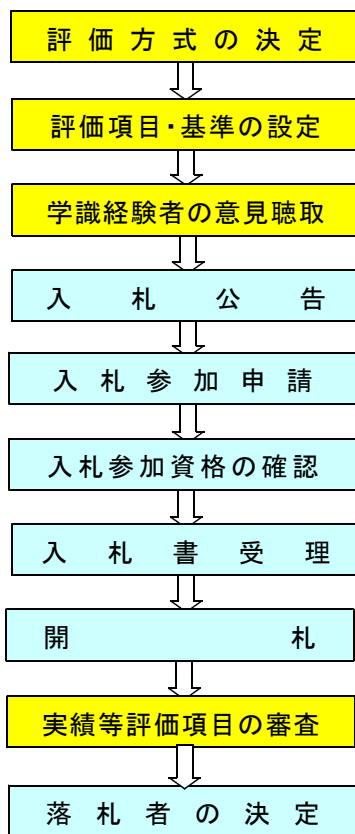 評価方式の決定
評価項目・基準の設定
学識経験者の意見聴取
入札公告
入札参加申請
入札参加資格の確認
入札書受理
開札
実績等評価項目の審査
落札者の決定